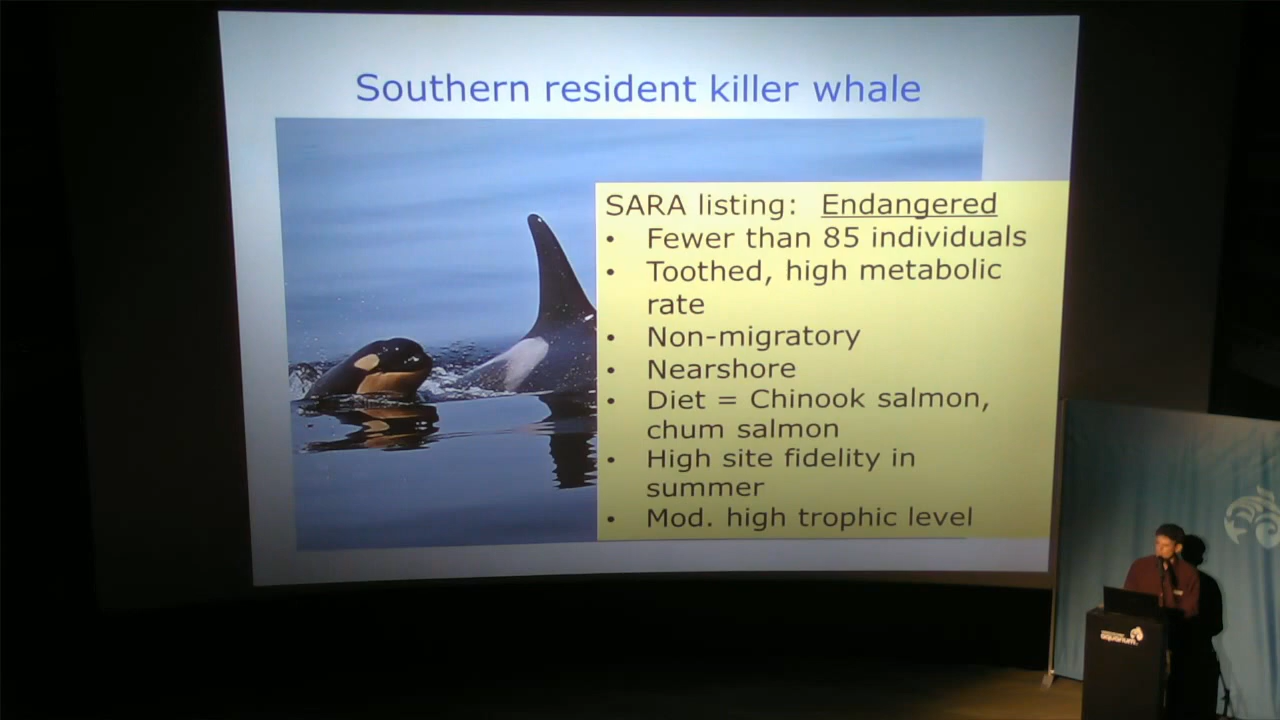 Southern resident killer whale
SARA listing: Endangered
• Fewer than 85 individuals
• Toothed, high metabolic
rate
• Non-migratory
• Nearshore
• Diet = Chinook salmon,
chum salmon
• High site fidelity in
summer
• Mod. high trophic level
aquarium